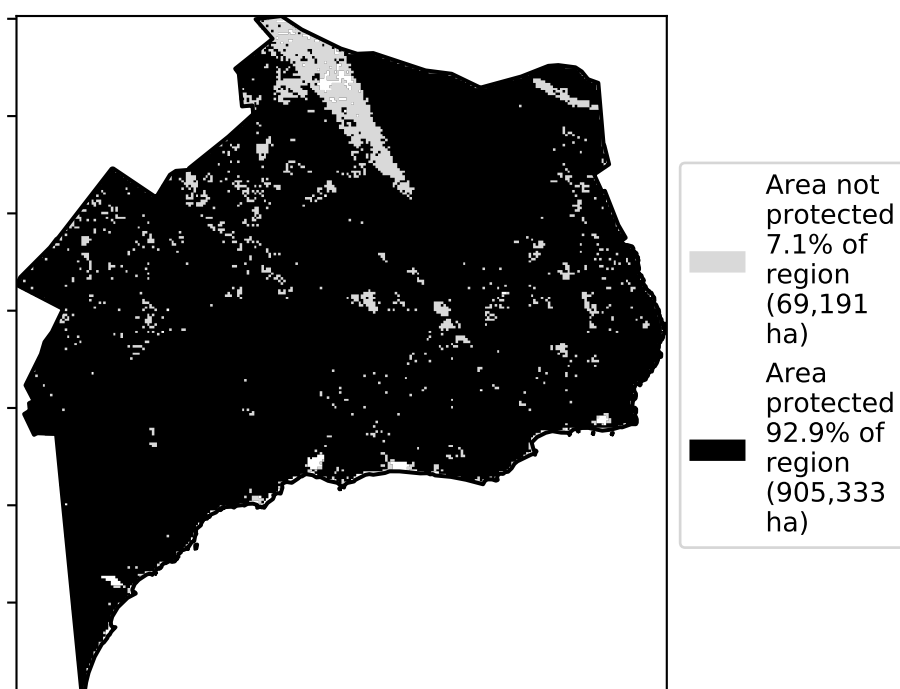 Area not
protected
7.1% of
region
(69,191
ha)
Area
protected
92.9% of
region
(905,333
ha)